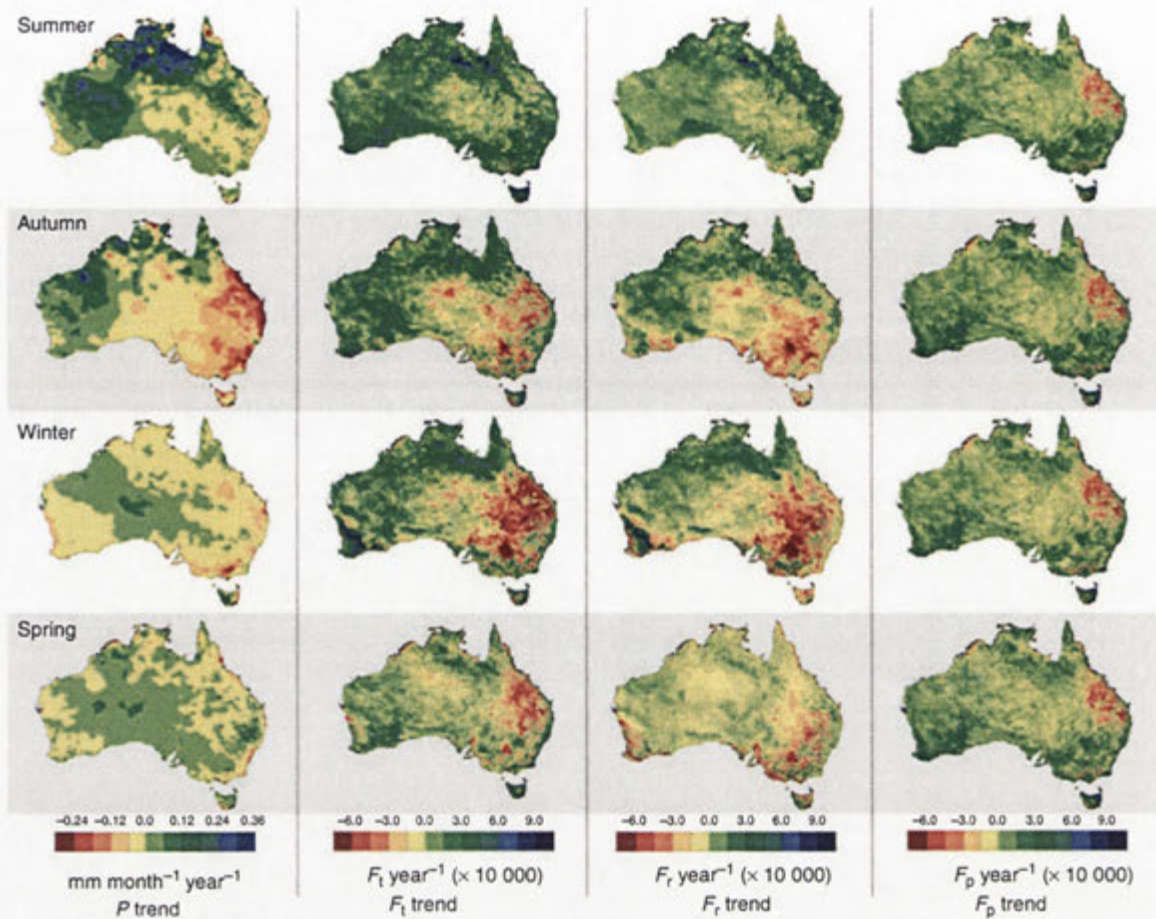 Summer
Autumn
Winter
Spring
−0.24 −0.12 0.0 0.12 0.24 0.36
−6.0 −3.0 0.0 3.0 6.0 9.0
−6.0 −3.0 0.0 3.0 6.0 9.0
−6.0 −3.0 0.0 3.0 6.0 9.0
mm month⁻¹ year⁻¹
Fₜ year⁻¹ (× 10 000)
Fᵣ year⁻¹ (× 10 000)
Fₚ year⁻¹ (× 10 000)
P trend
Fₜ trend
Fᵣ trend
Fₚ trend